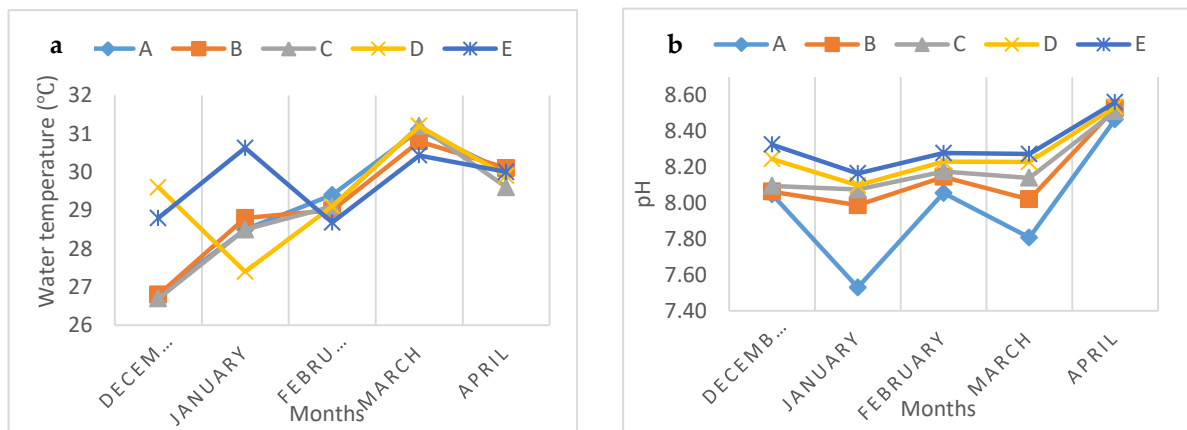 a
A B C D E
Water temperature (°C)
32
31
30
29
28
27
26
DECEM...
JANUARY
FEBRU...
MARCH
APRIL
Months
b
A B C D E
pH
8.60
8.40
8.20
8.00
7.80
7.60
7.40
DECEMB...
JANUARY
FEBRUARY
MARCH
APRIL
Months